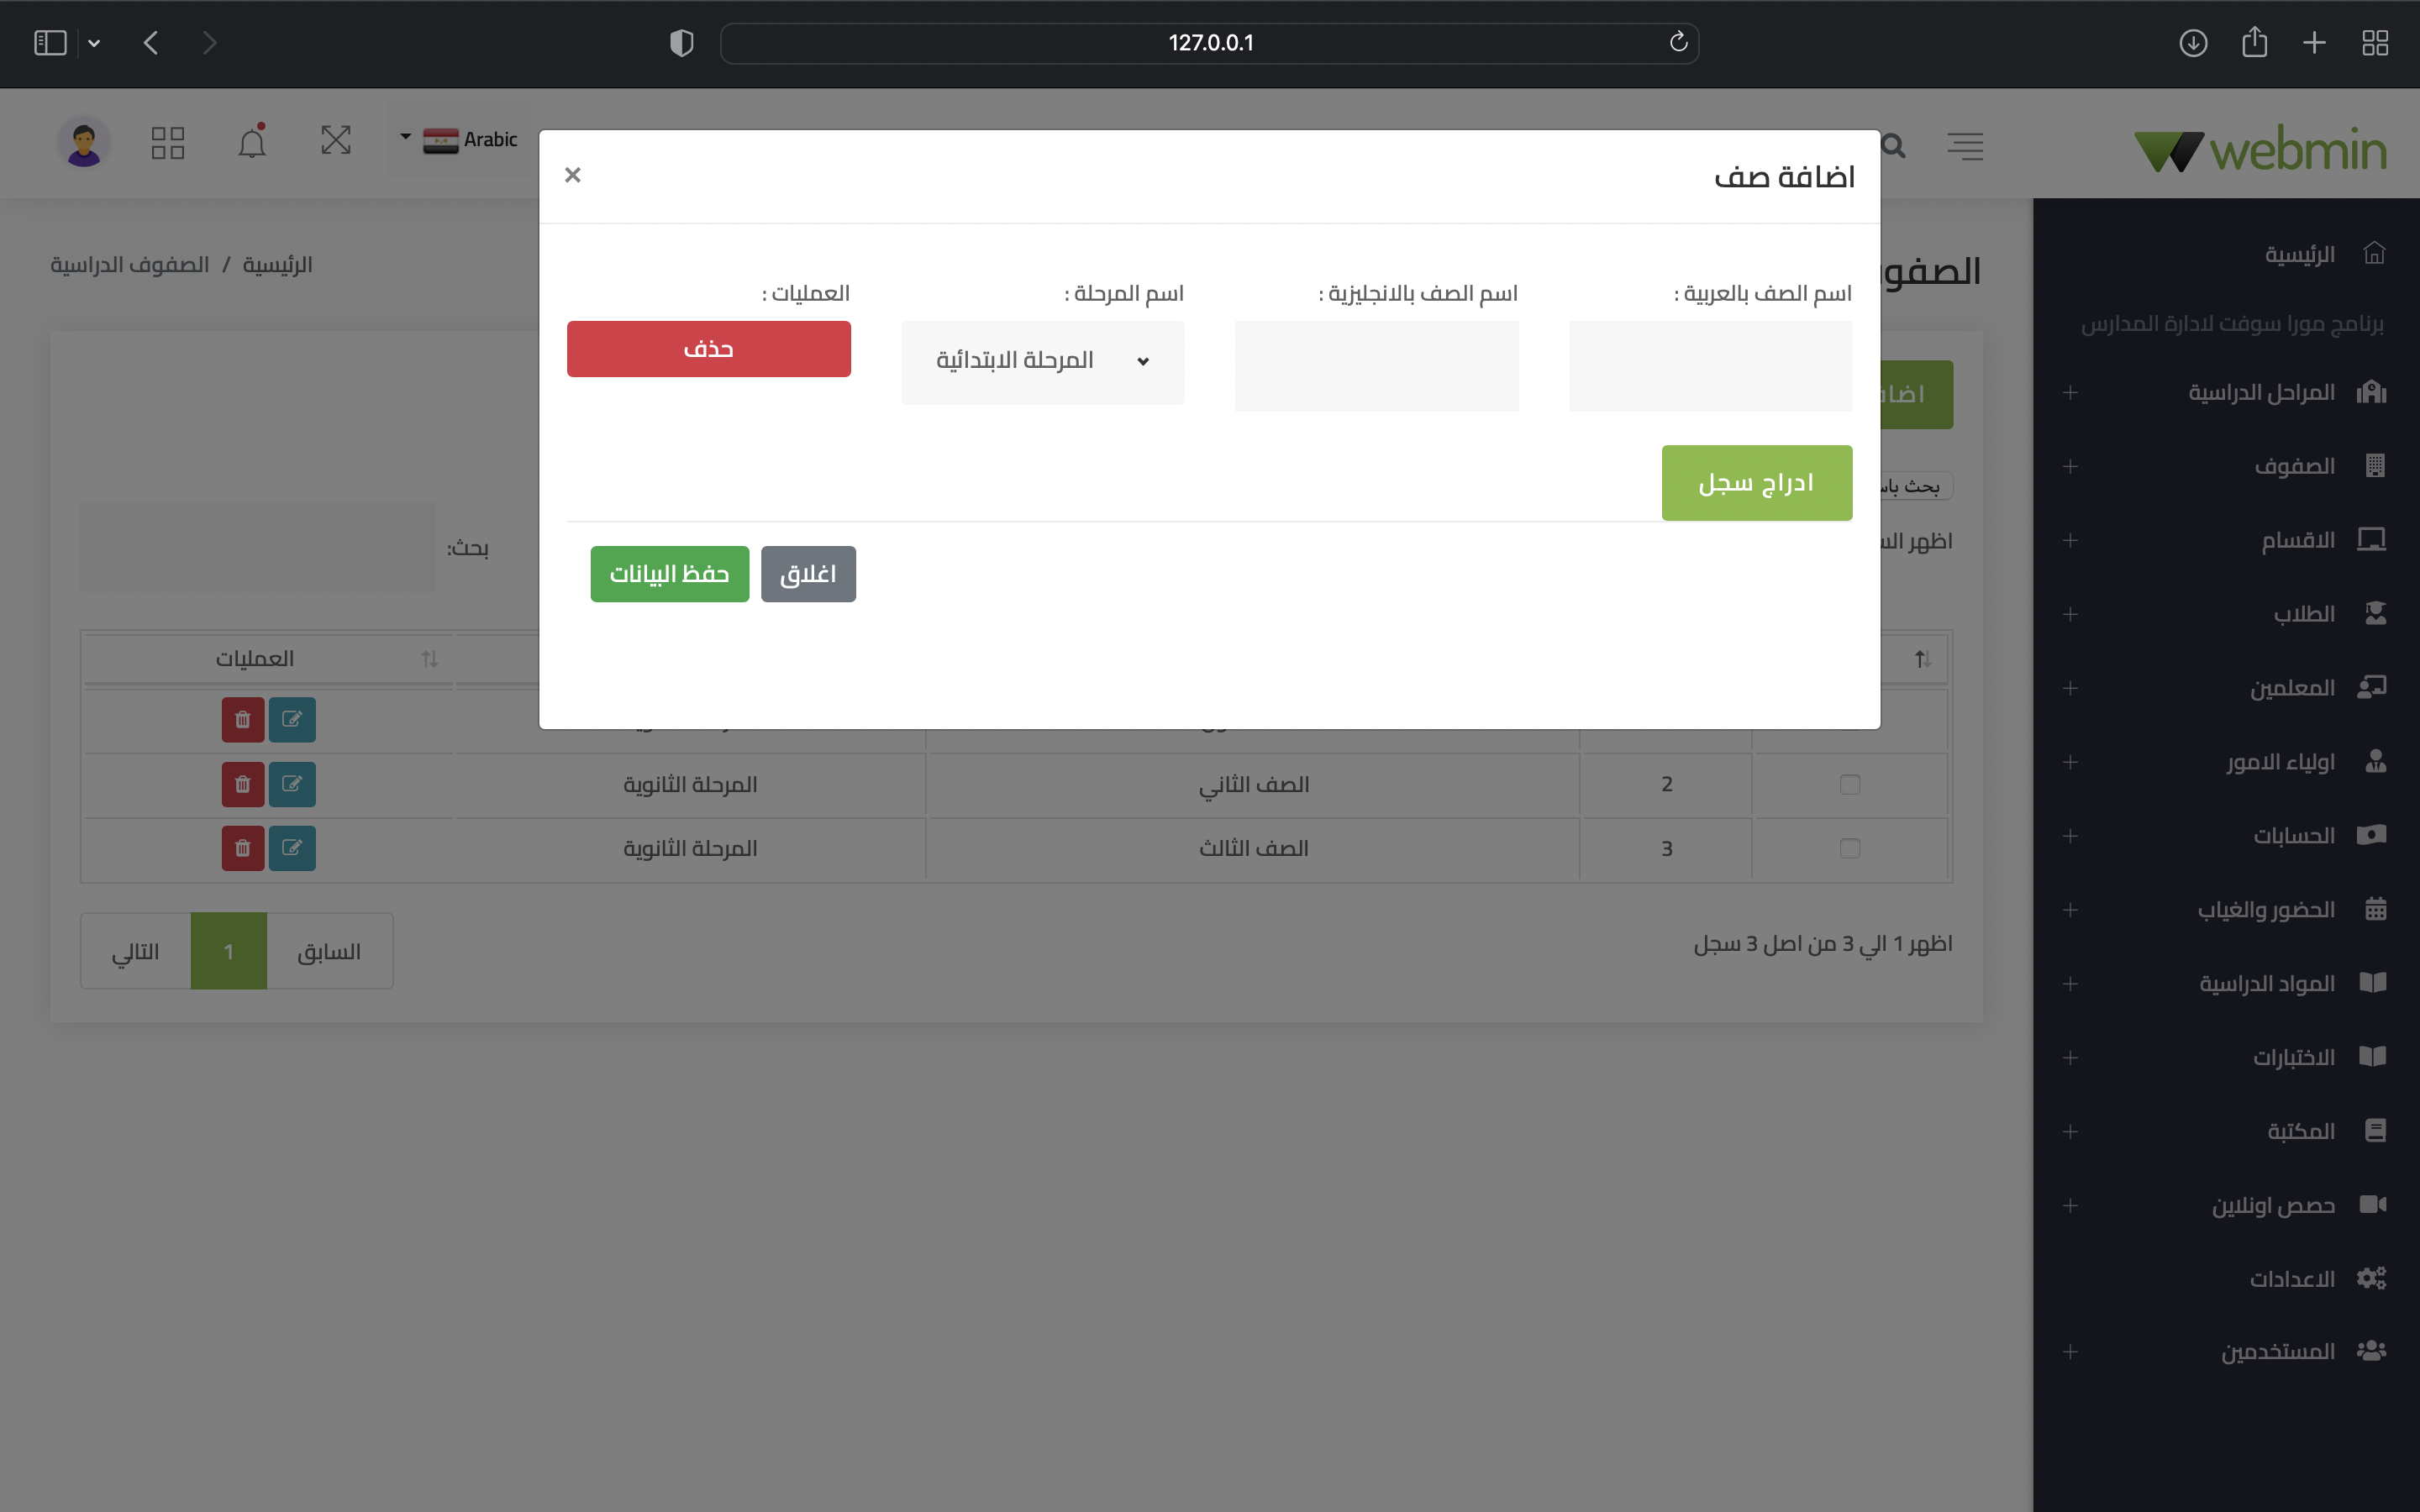 127.0.0.1
webmin
Arabic
اضافة صف
×
الرئيسية / الصفوف الدراسية
اسم الصف بالعربية :
اسم الصف بالانجليزية :
اسم المرحلة :
العمليات :
المرحلة الابتدائية
حذف
ادراج سجل
اغلاق
حفظ البيانات
بحث
اظهر
بحث:
العمليات
2
الصف الثاني
المرحلة الثانوية
3
الصف الثالث
المرحلة الثانوية
اظهر 1 الي 3 من اصل 3 سجل
السابق
1
التالي
الرئيسية
برنامج مورا سوفت لادارة المدارس
المراحل الدراسية
الصفوف
الاقسام
الطلاب
المعلمين
اولياء الامور
الحسابات
الحضور والغياب
المواد الدراسية
الاختبارات
المكتبة
حصص اونلاين
الاعدادات
المستخدمين